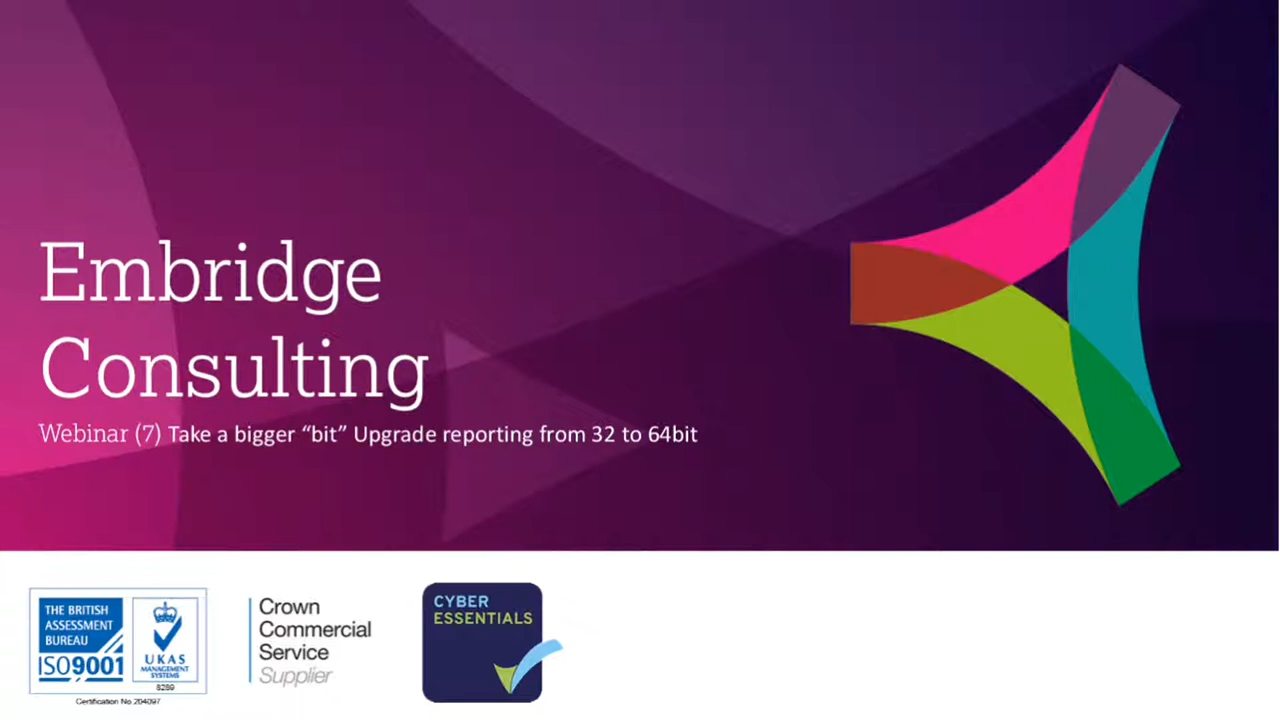 Embridge
Consulting
Webinar (7) Take a bigger “bit” Upgrade reporting from 32 to 64bit
THE BRITISH
ASSESSMENT
BUREAU
ISO9001
UKAS
MANAGEMENT
SYSTEMS
8289
Certification No.204097
Crown
Commercial
Service
Supplier
CYBER
ESSENTIALS